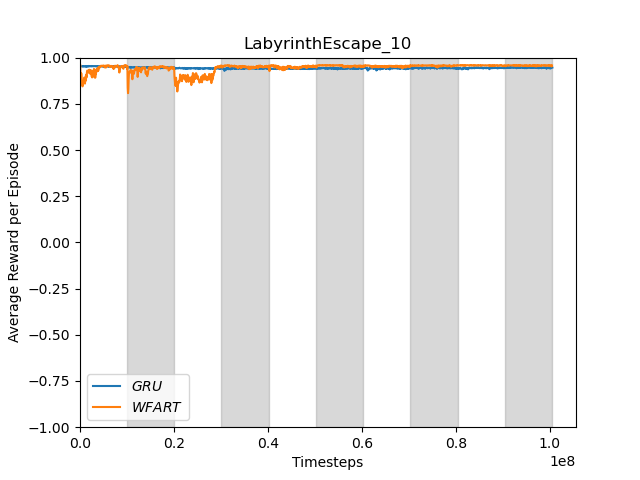 LabyrinthEscape_10
Average Reward per Episode
1.00
0.75
0.50
0.25
0.00
−0.25
−0.50
−0.75
−1.00
GRU
WFART
0.0 0.2 0.4 0.6 0.8 1.0
1e8
Timesteps